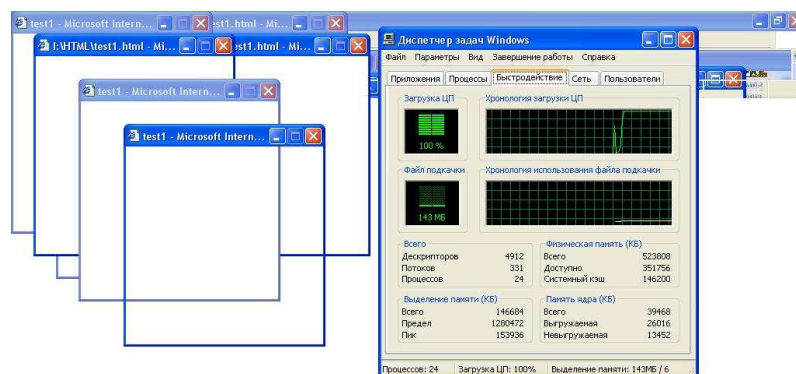 test1 - Microsoft Intern...
st1.html - Mi...
I:\HTML\test1.html - Mi...
st1.html - Mi...
test1 - Microsoft Intern...
test1 - Microsoft Intern...
Диспетчер задач Windows
Файл Параметры Вид Завершение работы Справка
Приложения Процессы Быстродействие Сеть Пользователи
Загрузка ЦП Хронология загрузки ЦП
100 %
Файл подкачки Хронология использования файла подкачки
143 МБ
Всего
Дескрипторов 4912
Потоков 331
Процессов 24
Физическая память (КБ)
Всего 523808
Доступно 351756
Системный кэш 146200
Выделение памяти (КБ)
Всего 146684
Предел 1280472
Пик 153936
Память ядра (КБ)
Всего 39468
Выгружаемая 26016
Невыгружаемая 13452
Процессов: 24 Загрузка ЦП: 100% Выделение памяти: 143МБ / 6